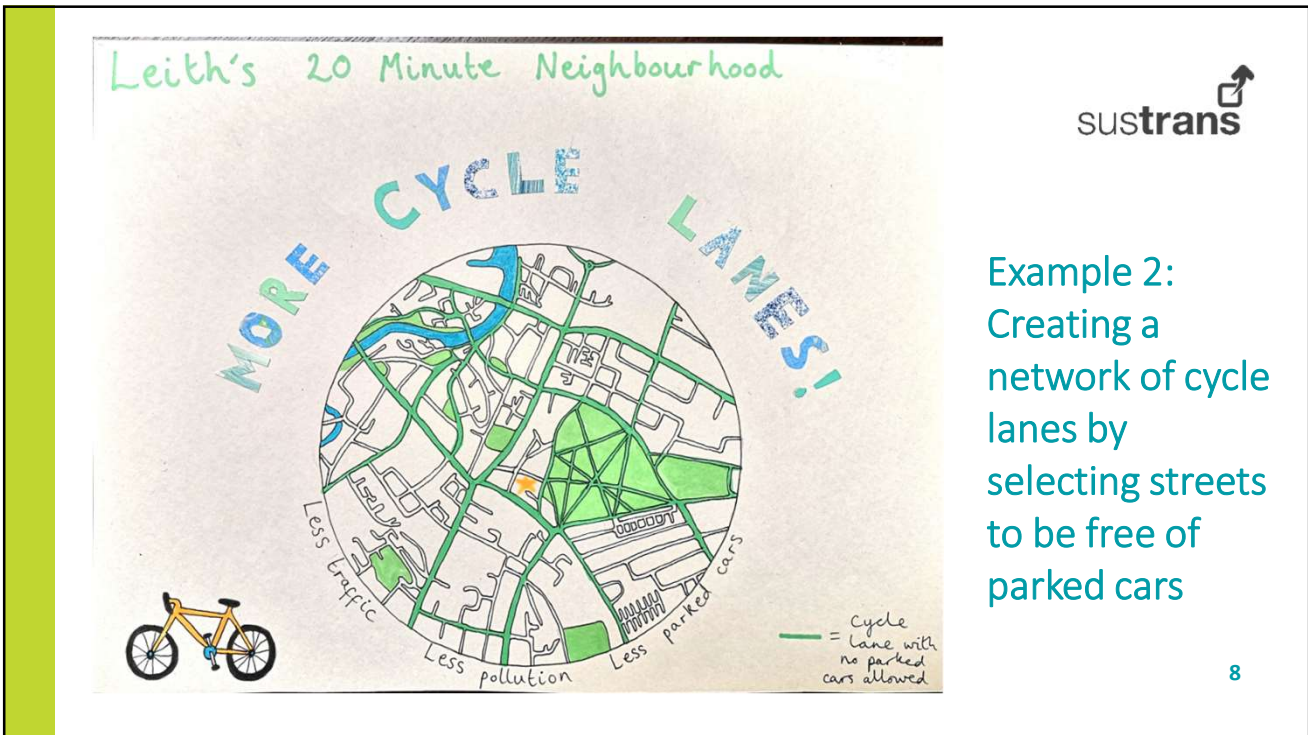 Leith's 20 Minute Neighbourhood
MORE CYCLE LANES!
Less traffic
Less pollution
Less parked cars
= Cycle
Lane with
no parked
cars allowed
sustrans
Example 2:
Creating a
network of cycle
lanes by
selecting streets
to be free of
parked cars
8